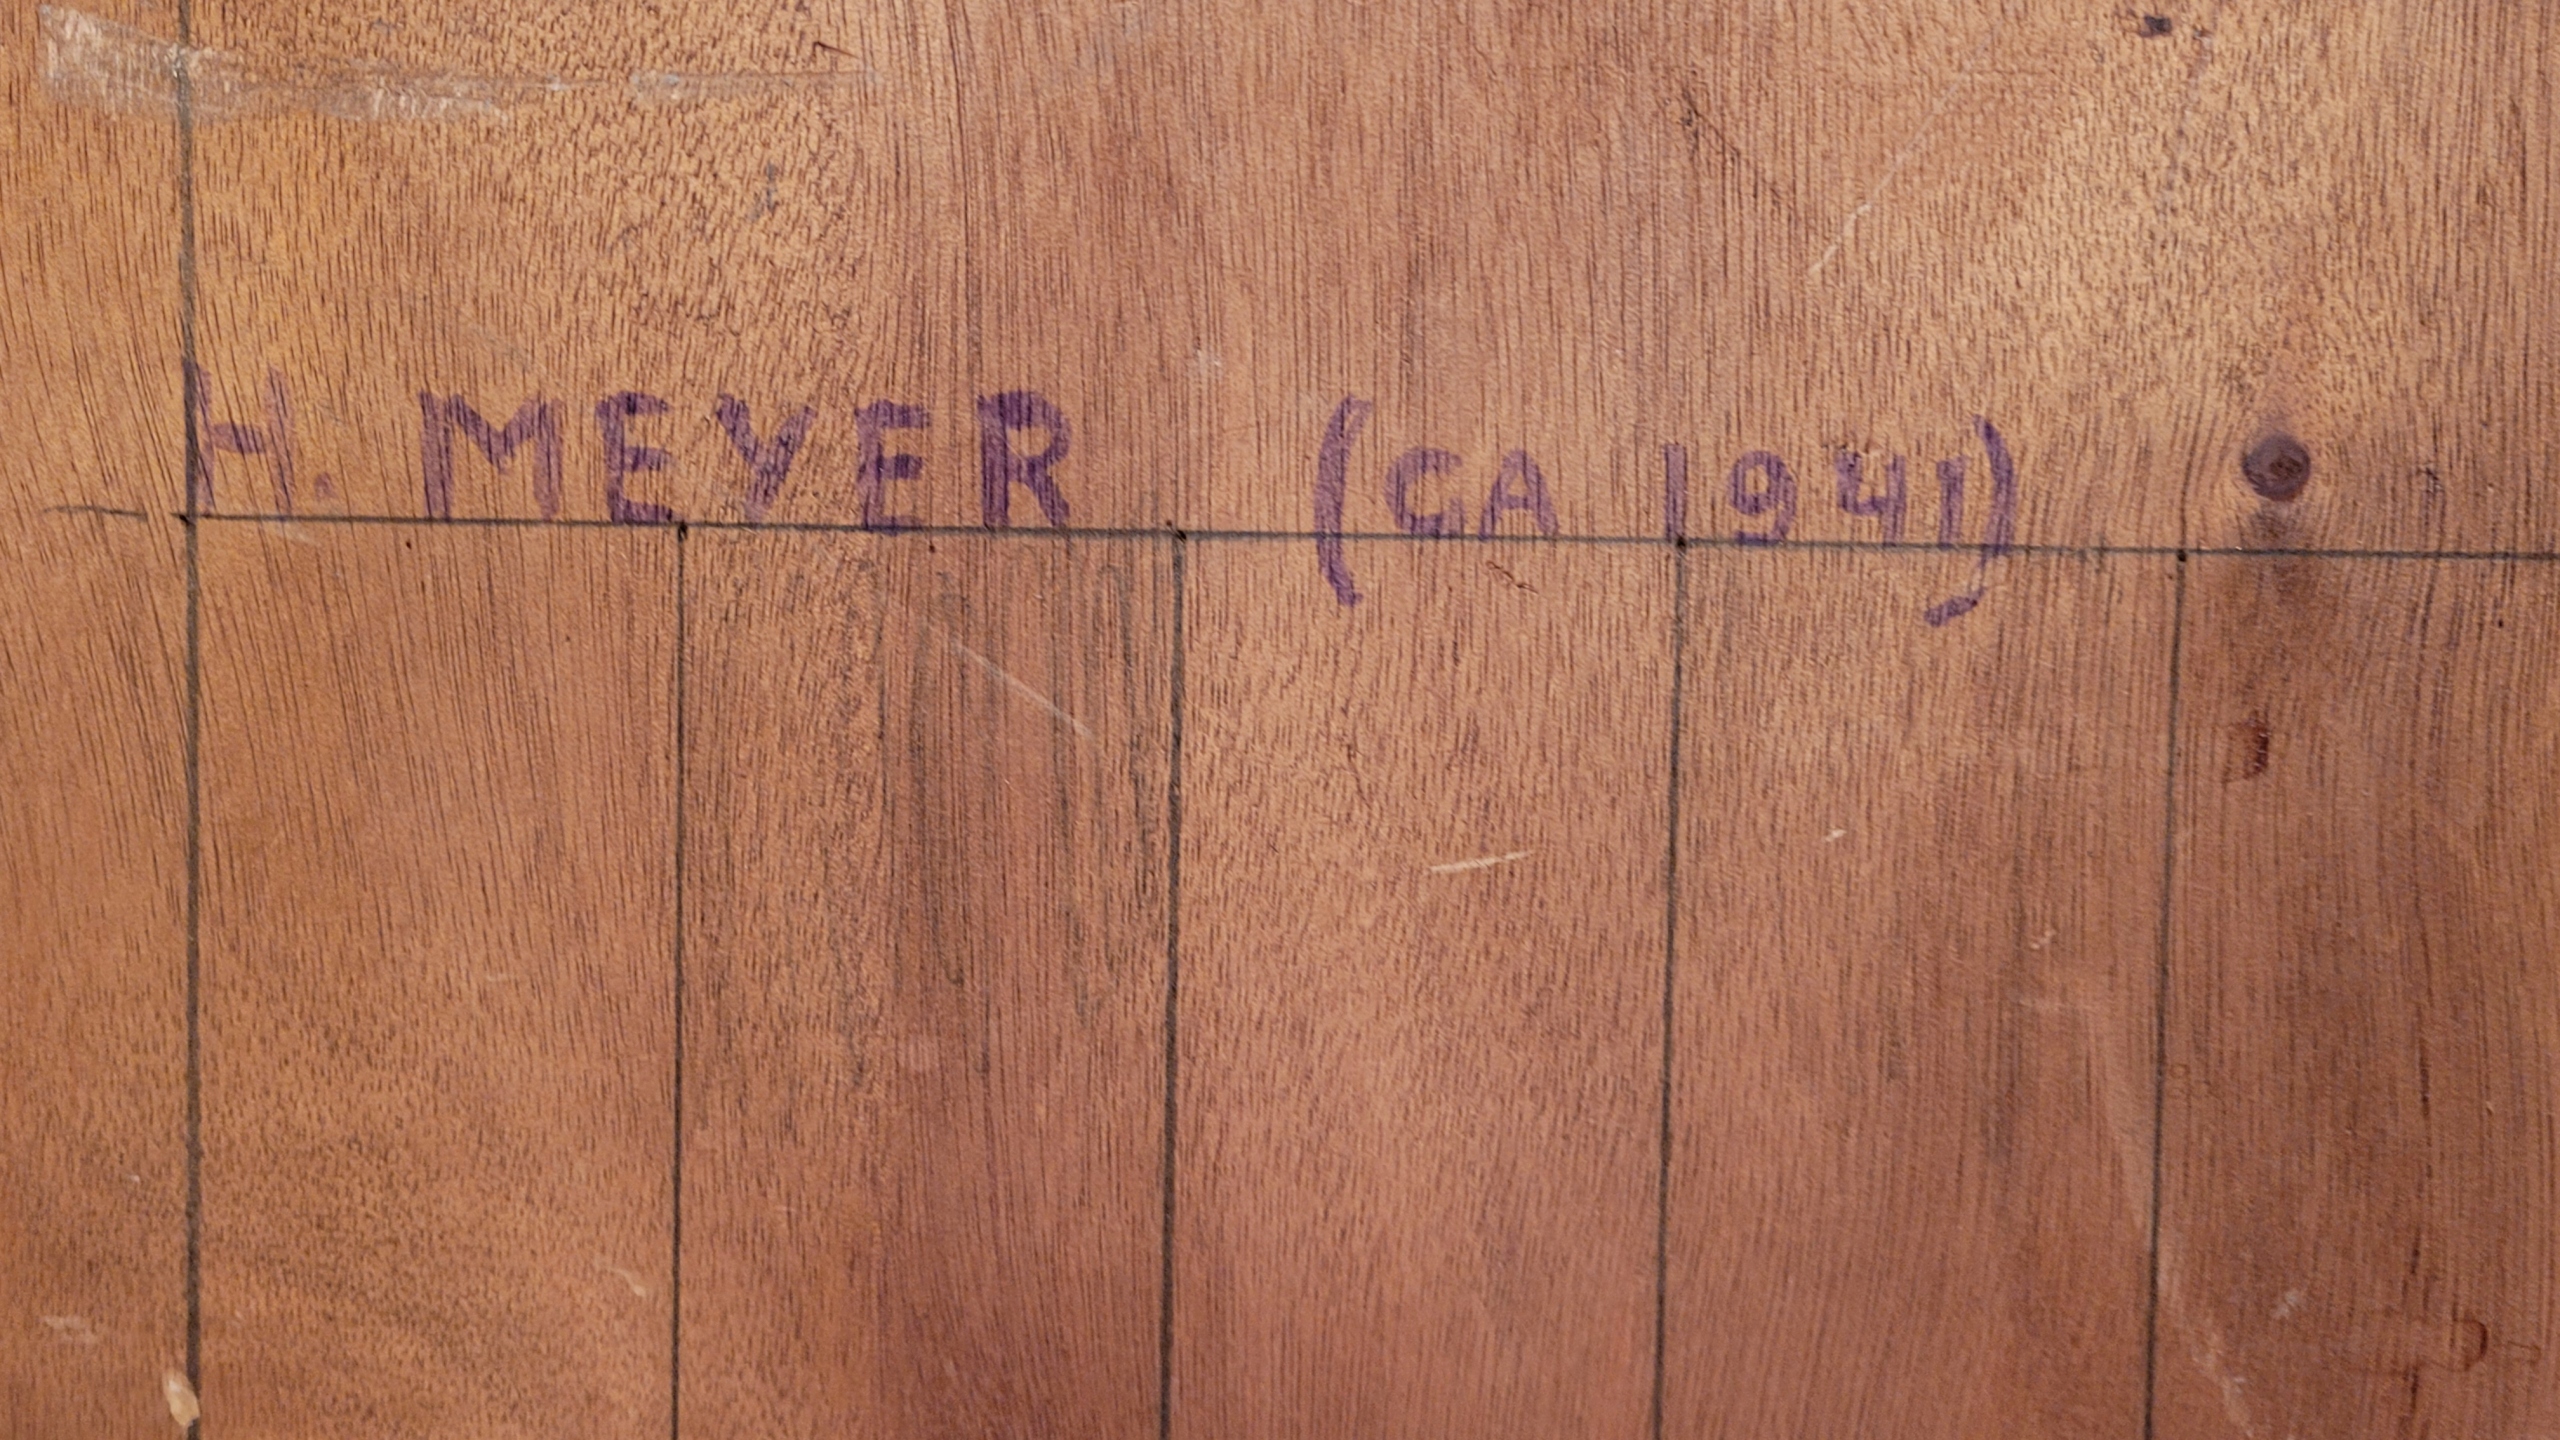 H. MEYER (CA 1941)